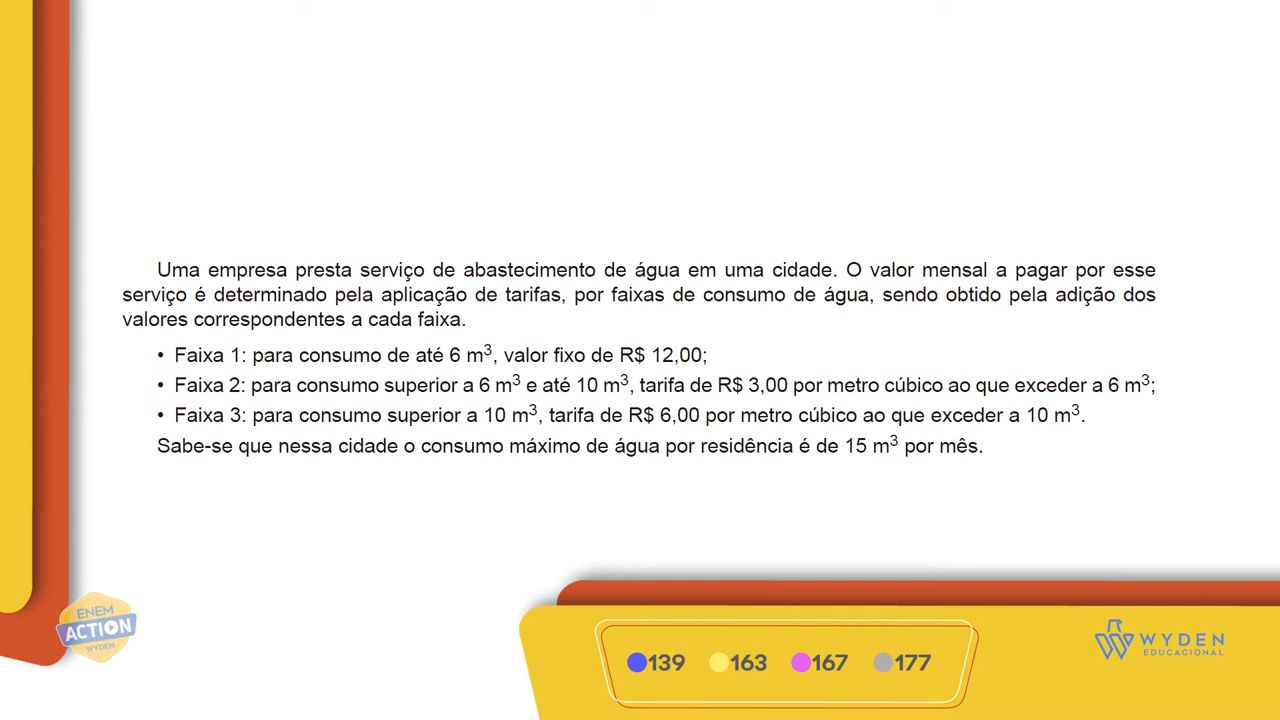 Uma empresa presta serviço de abastecimento de água em uma cidade. O valor mensal a pagar por esse
serviço é determinado pela aplicação de tarifas, por faixas de consumo de água, sendo obtido pela adição dos
valores correspondentes a cada faixa.
• Faixa 1: para consumo de até 6 m³, valor fixo de R$ 12,00;
• Faixa 2: para consumo superior a 6 m³ e até 10 m³, tarifa de R$ 3,00 por metro cúbico ao que exceder a 6 m³;
• Faixa 3: para consumo superior a 10 m³, tarifa de R$ 6,00 por metro cúbico ao que exceder a 10 m³.
Sabe-se que nessa cidade o consumo máximo de água por residência é de 15 m³ por mês.
ENEM
ACTION
WYDEN
139 163 167 177
WYDEN
EDUCACIONAL